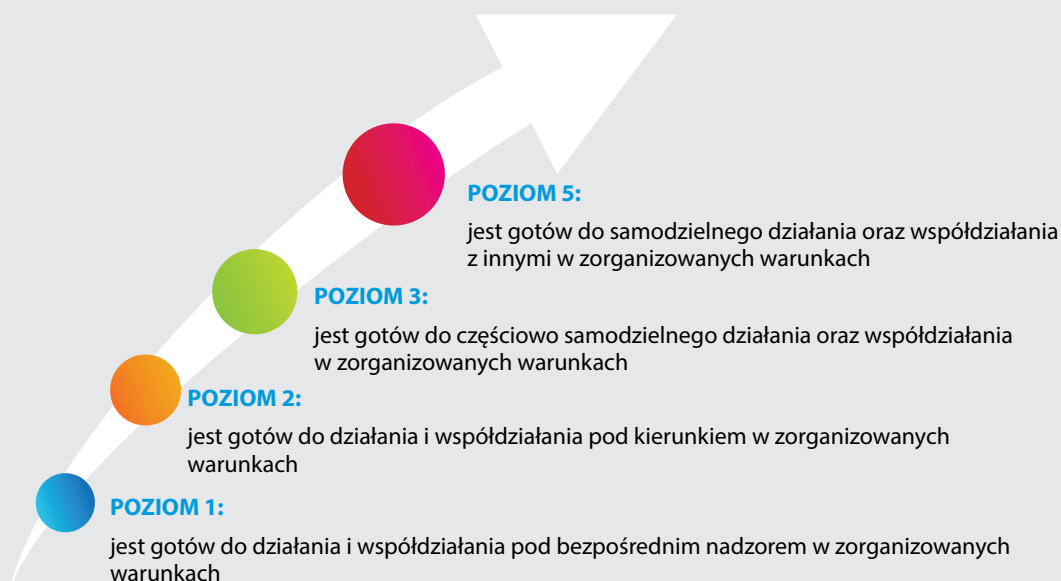 POZIOM 5:
jest gotów do samodzielnego działania oraz współdziałania
z innymi w zorganizowanych warunkach
POZIOM 3:
jest gotów do częściowo samodzielnego działania oraz współdziałania
w zorganizowanych warunkach
POZIOM 2:
jest gotów do działania i współdziałania pod kierunkiem w zorganizowanych
warunkach
POZIOM 1:
jest gotów do działania i współdziałania pod bezpośrednim nadzorem w zorganizowanych
warunkach